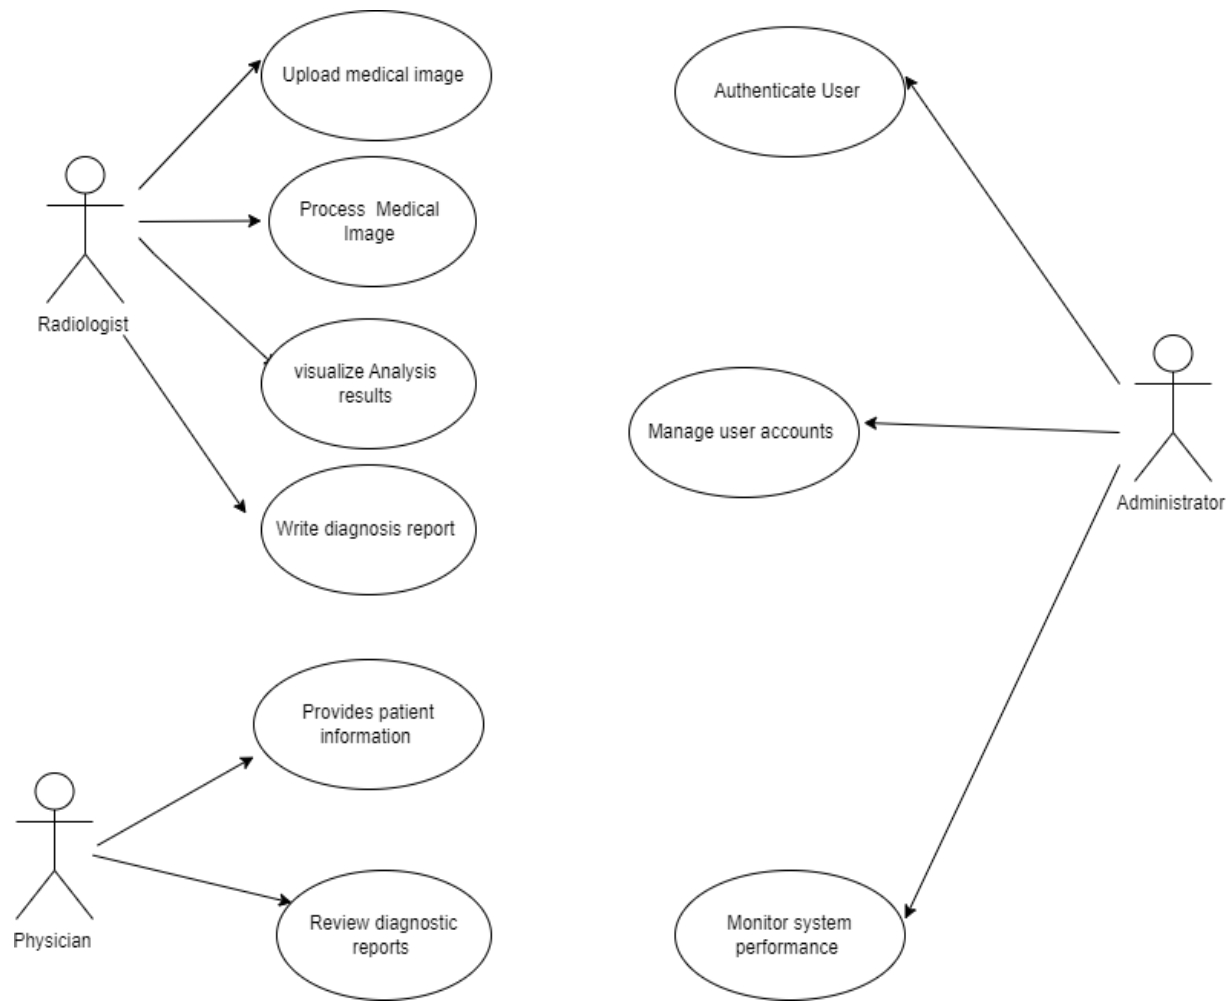 Upload medical image
Authenticate User
Process  Medical
Image
Radiologist
visualize Analysis
results
Manage user accounts
Administrator
Write diagnosis report
Provides patient
information
Physician
Review diagnostic
reports
Monitor system
performance